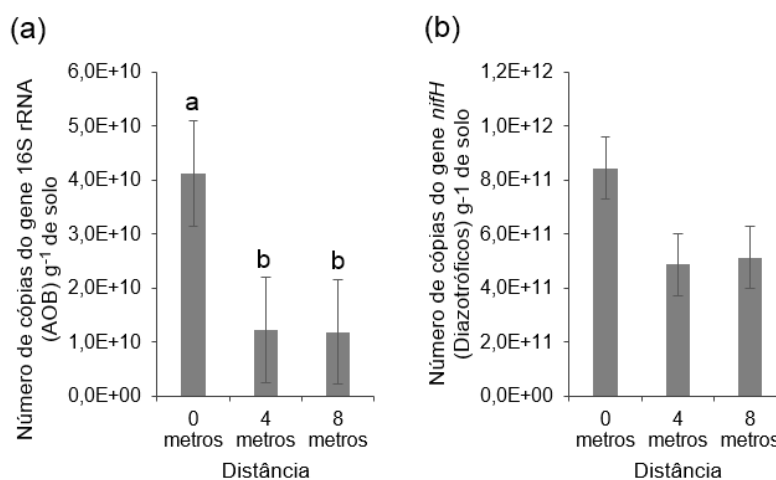 (a)
Número de cópias do gene 16S rRNA
(AOB) g-1 de solo
6,0E+10
5,0E+10
4,0E+10
3,0E+10
2,0E+10
1,0E+10
0,0E+00
a
b
b
0
metros
4
metros
8
metros
Distância
(b)
Número de cópias do gene nifH
(Diazotróficos) g-1 de solo
1,2E+12
1,0E+12
8,0E+11
6,0E+11
4,0E+11
2,0E+11
0,0E+00
0
metros
4
metros
8
metros
Distância